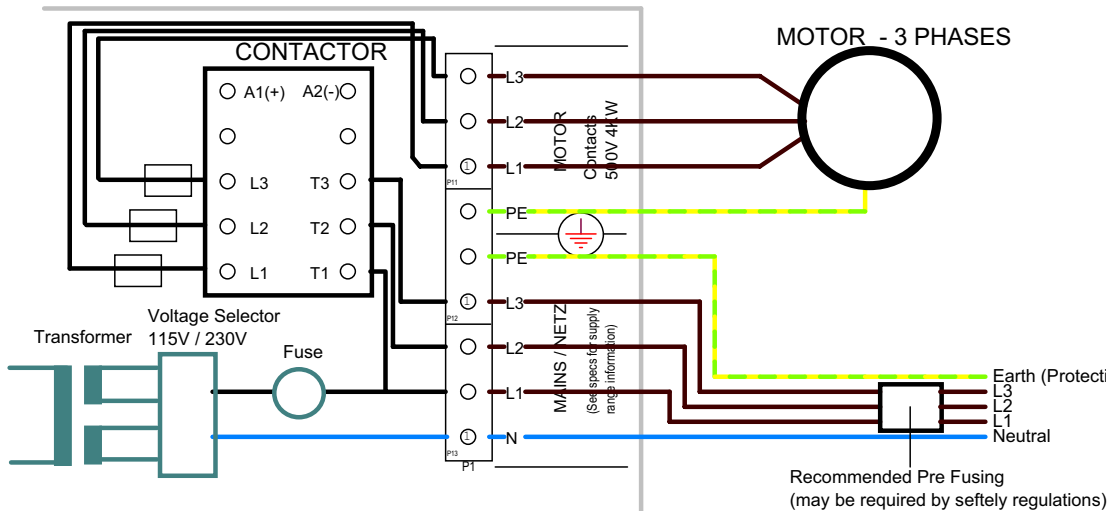 MOTOR - 3 PHASES
CONTACTOR
A1(+) A2(-)
L3 T3
L2 T2
L1 T1
L3
L2
L1
1
P11
MOTOR
Contacts
500V 4KW
PE
PE
1
L3
P12
L2
L1
1
N
P13
P1
MAINS / NETZ
(See specs for supply
range information)
Transformer
Voltage Selector
115V / 230V
Fuse
Earth (Protecti
L3
L2
L1
Neutral
Recommended Pre Fusing
(may be required by seftely regulations)